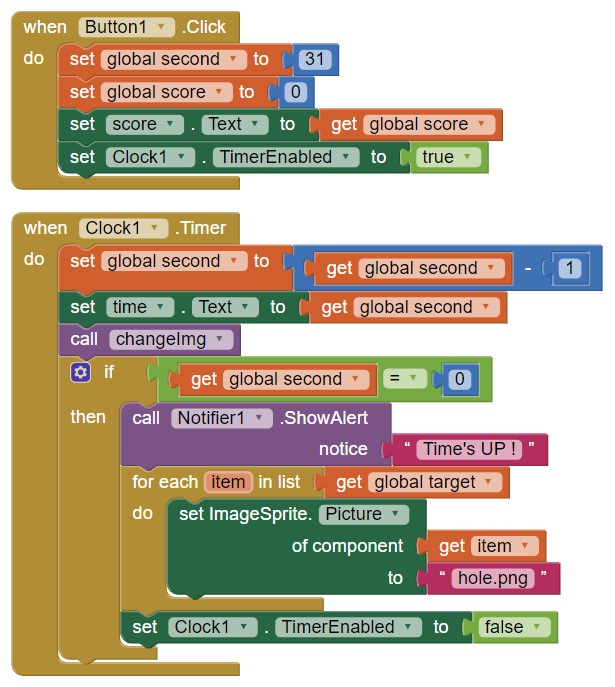 when Button1 .Click
do set global second to 31
set global score to 0
set score . Text to get global score
set Clock1 . TimerEnabled to true
when Clock1 .Timer
do set global second to get global second - 1
set time . Text to get global second
call changeImg
if get global second = 0
then call Notifier1 .ShowAlert
notice “ Time's UP ! ”
for each item in list get global target
do set ImageSprite. Picture
of component get item
to “ hole.png ”
set Clock1 . TimerEnabled to false